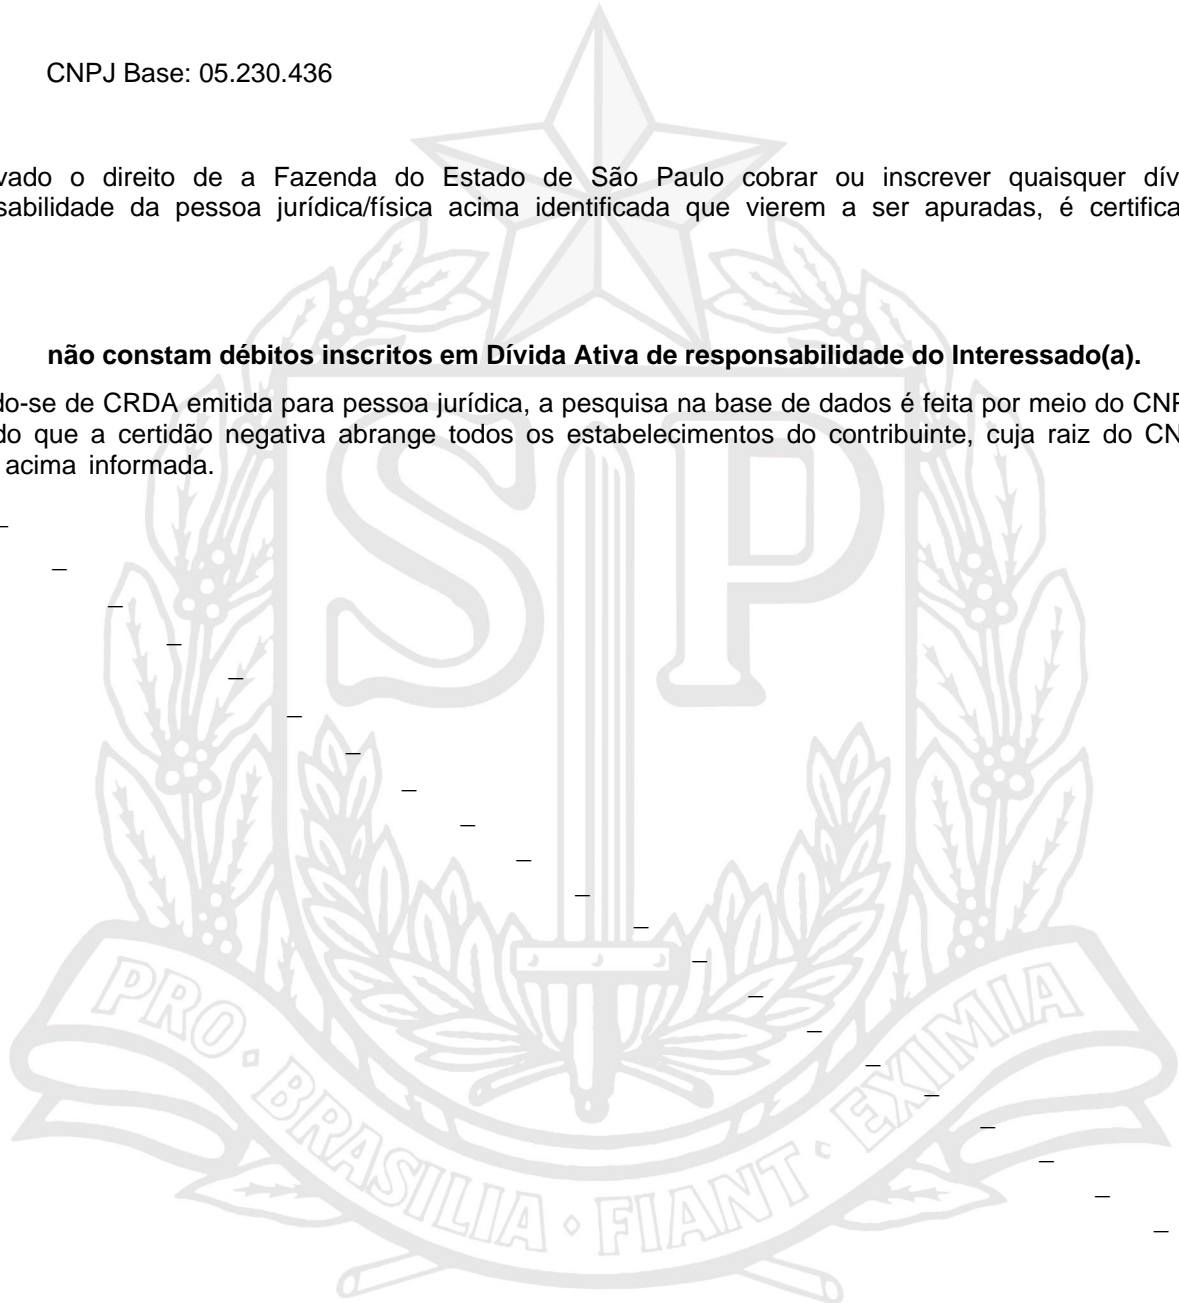 CNPJ Base: 05.230.436
vado o direito de a Fazenda do Estado de São Paulo cobrar ou inscrever quaisquer dív
sabilidade da pessoa jurídica/física acima identificada que vierem a ser apuradas, é certifica
não constam débitos inscritos em Dívida Ativa de responsabilidade do Interessado(a).
do-se de CRDA emitida para pessoa jurídica, a pesquisa na base de dados é feita por meio do CNP
do que a certidão negativa abrange todos os estabelecimentos do contribuinte, cuja raiz do CN
acima informada.
SP
PRO BRASILIA FIANT EXIMIA